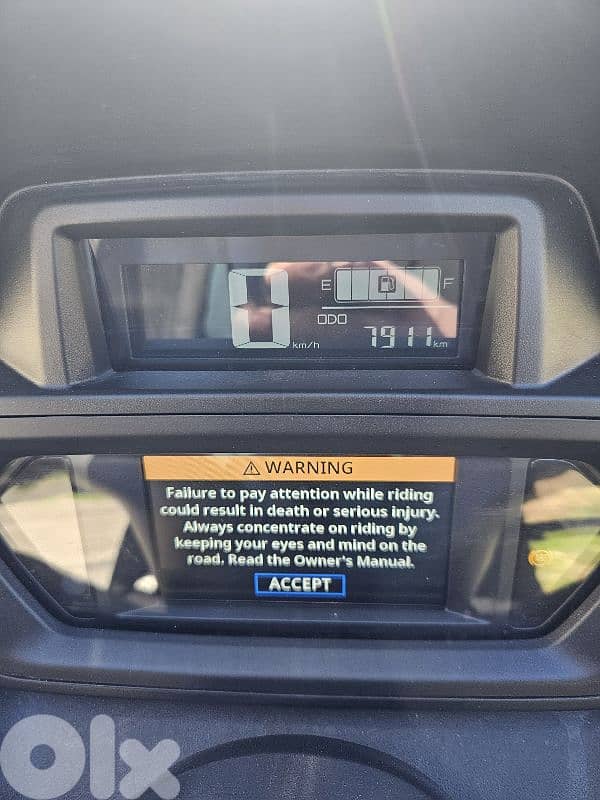 0 km/h
E F
ODO
7911 km
⚠ WARNING
Failure to pay attention while riding
could result in death or serious injury.
Always concentrate on riding by
keeping your eyes and mind on the
road. Read the Owner's Manual.
ACCEPT
Olx